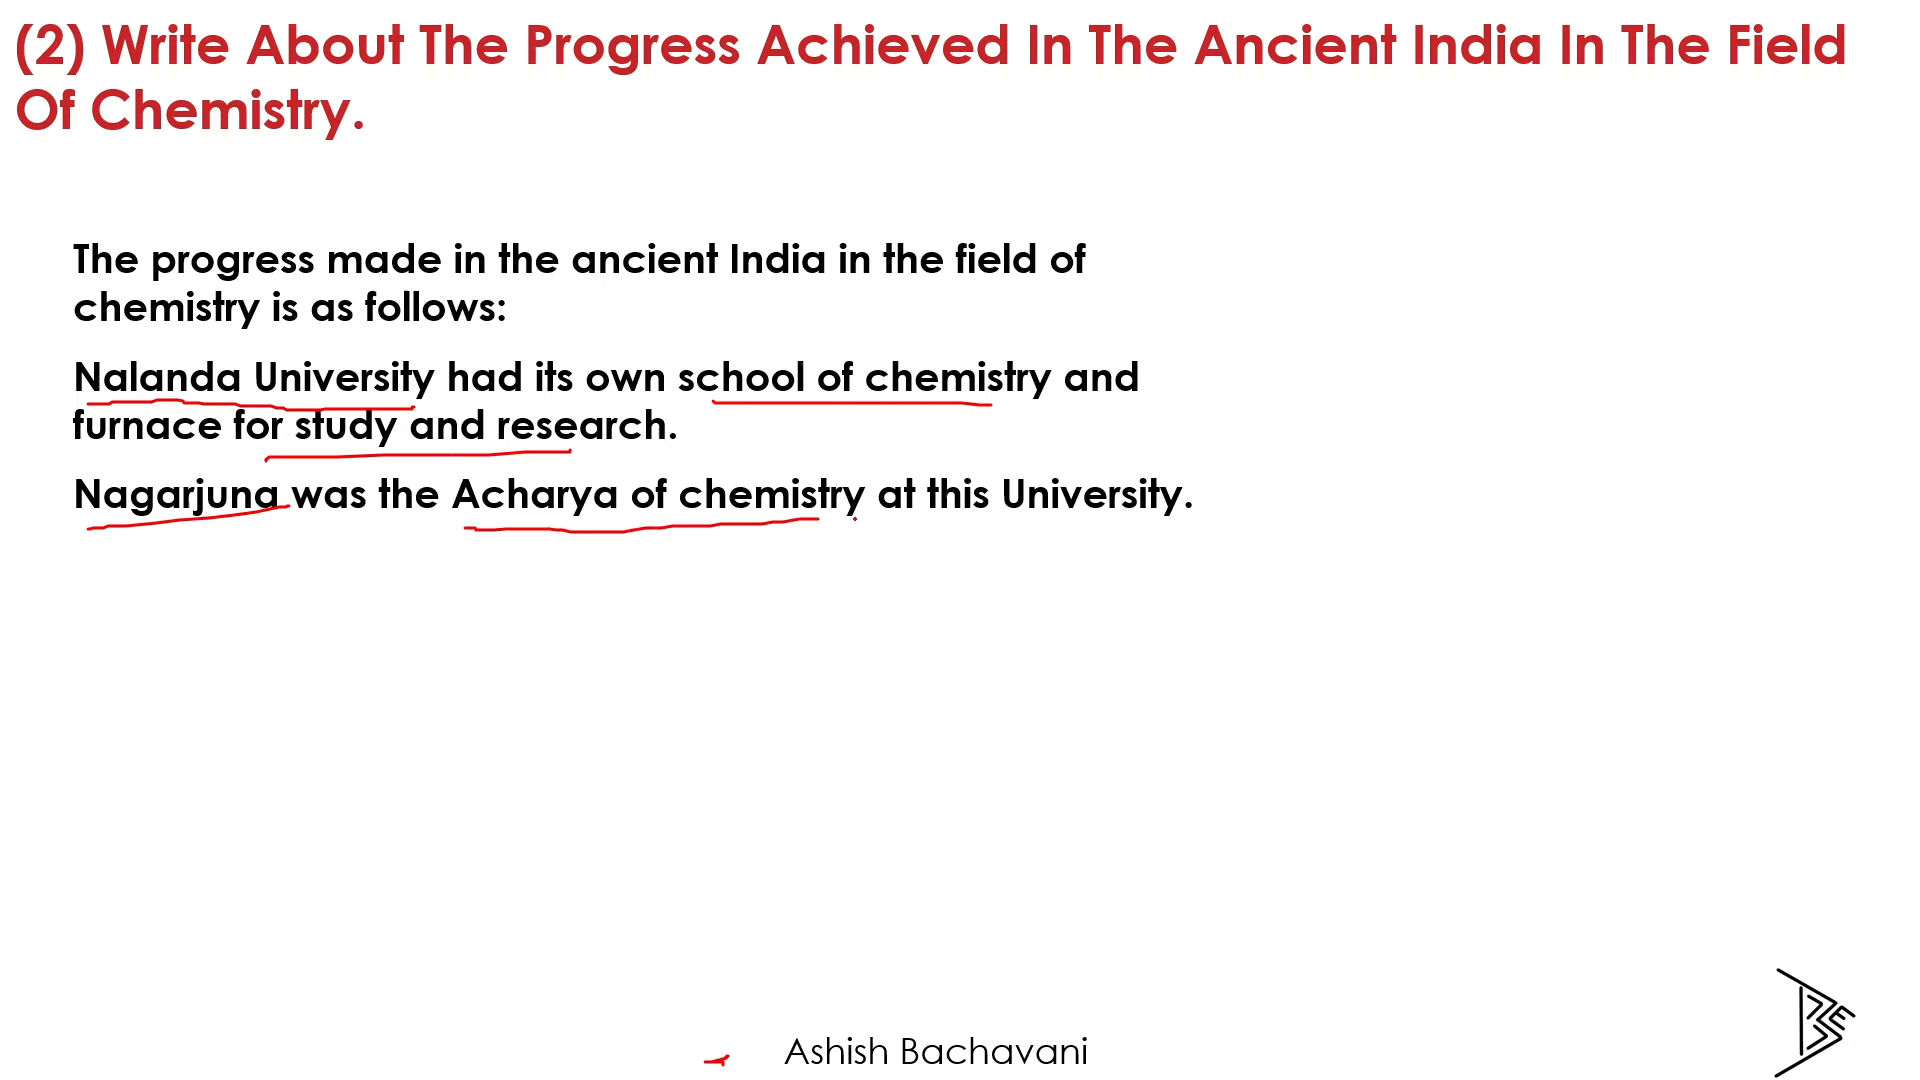 (2) Write About The Progress Achieved In The Ancient India In The Field
Of Chemistry.
The progress made in the ancient India in the field of
chemistry is as follows:
Nalanda University had its own school of chemistry and
furnace for study and research.
Nagarjuna was the Acharya of chemistry at this University.
Ashish Bachavani